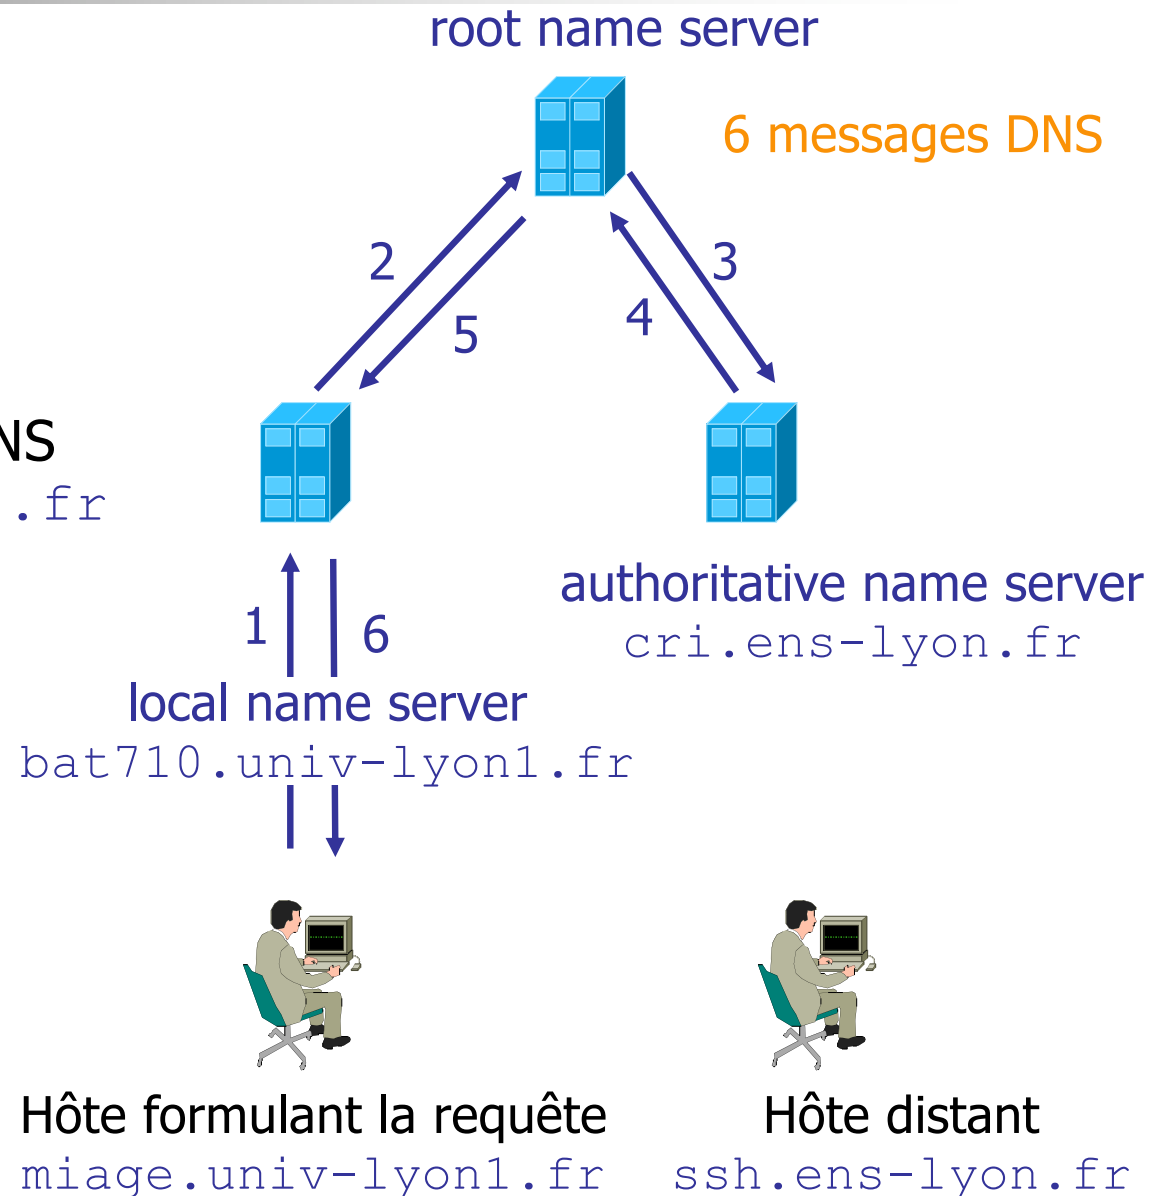 root name server
6 messages DNS
2
3
5
4
NS
.fr
1
6
authoritative name server
cri.ens-lyon.fr
local name server
bat710.univ-lyon1.fr
Hôte formulant la requête
miage.univ-lyon1.fr
Hôte distant
ssh.ens-lyon.fr